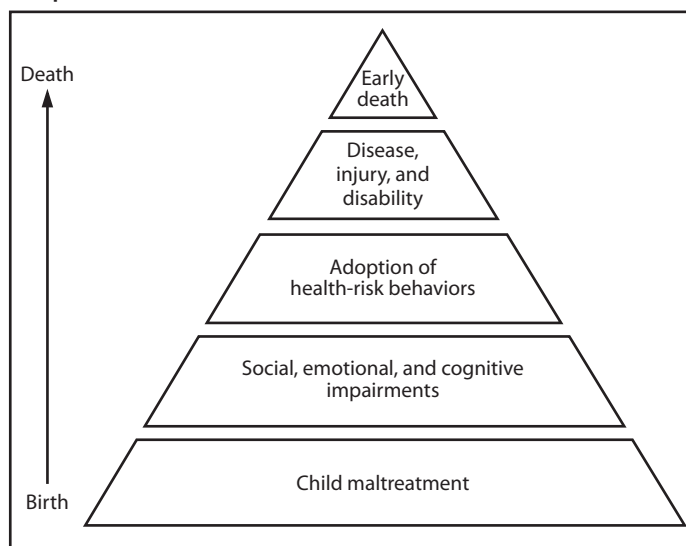 Death
Early
death
Disease,
injury, and
disability
Adoption of
health-risk behaviors
Social, emotional, and cognitive
impairments
Child maltreatment
Birth